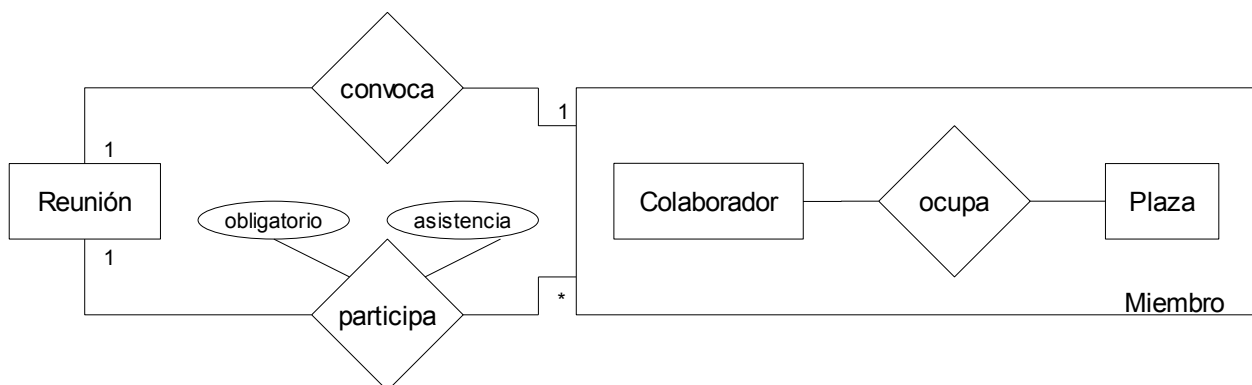 convoca
1
1
Reunión
Colaborador
ocupa
Plaza
obligatorio
asistencia
1
*
participa
Miembro